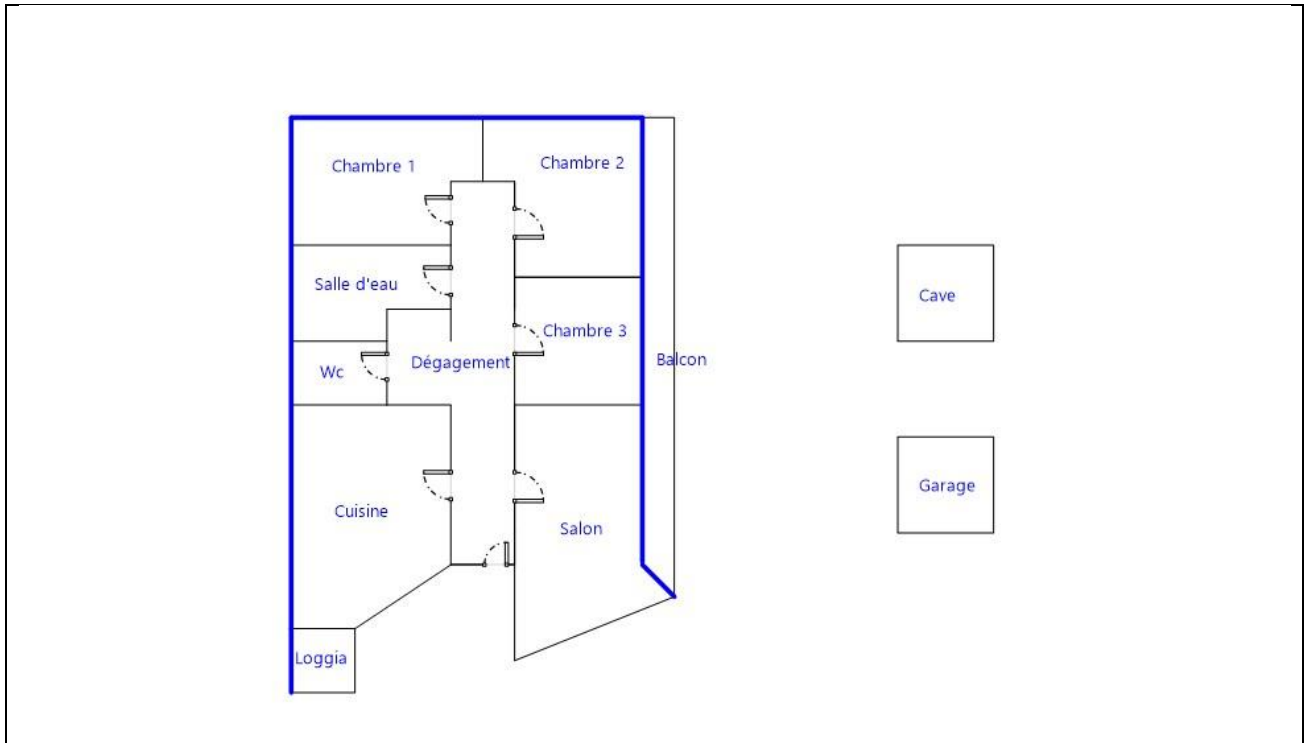 Chambre 1
Chambre 2
Salle d'eau
Cave
Chambre 3
Wc
Dégagement
Balcon
Garage
Cuisine
Salon
Loggia